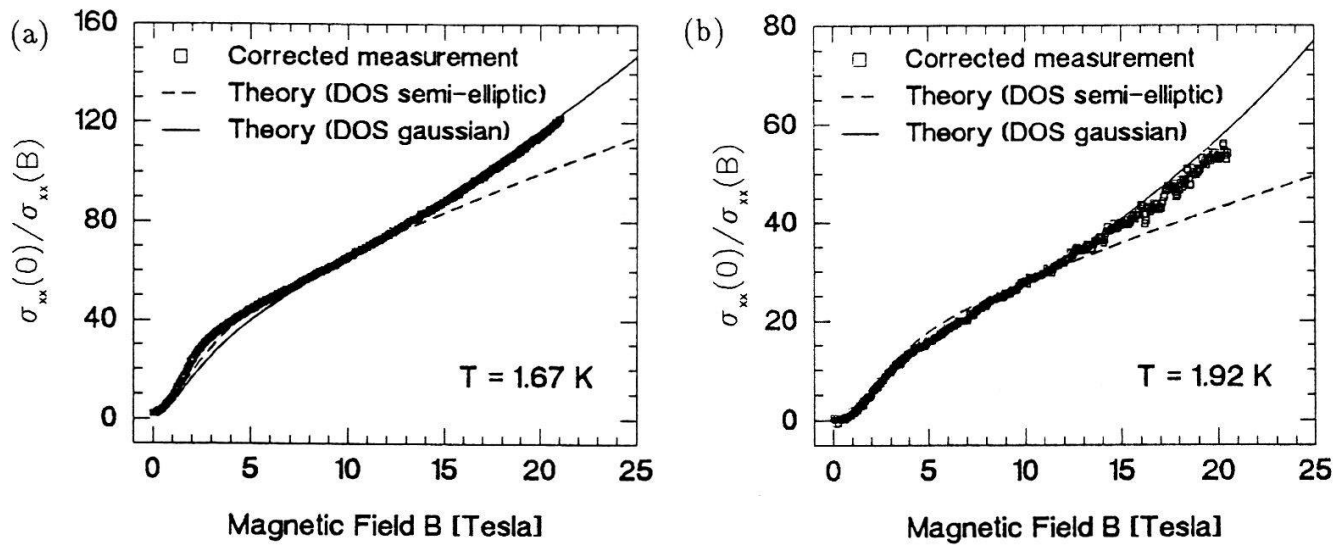 (a)
160
120
80
40
0
σxx(0)/σxx(B)
Corrected measurement
Theory (DOS semi-elliptic)
Theory (DOS gaussian)
T = 1.67 K
0 5 10 15 20 25
Magnetic Field B [Tesla]
(b)
80
60
40
20
0
σxx(0)/σxx(B)
Corrected measurement
Theory (DOS semi-elliptic)
Theory (DOS gaussian)
T = 1.92 K
0 5 10 15 20 25
Magnetic Field B [Tesla]